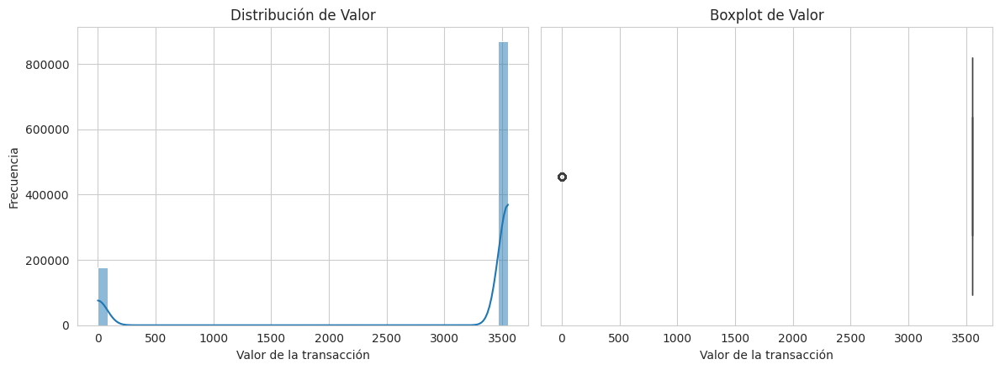 Distribución de Valor
Boxplot de Valor
Frecuencia
800000
600000
400000
200000
0
0 500 1000 1500 2000 2500 3000 3500
0 500 1000 1500 2000 2500 3000 3500
Valor de la transacción
Valor de la transacción